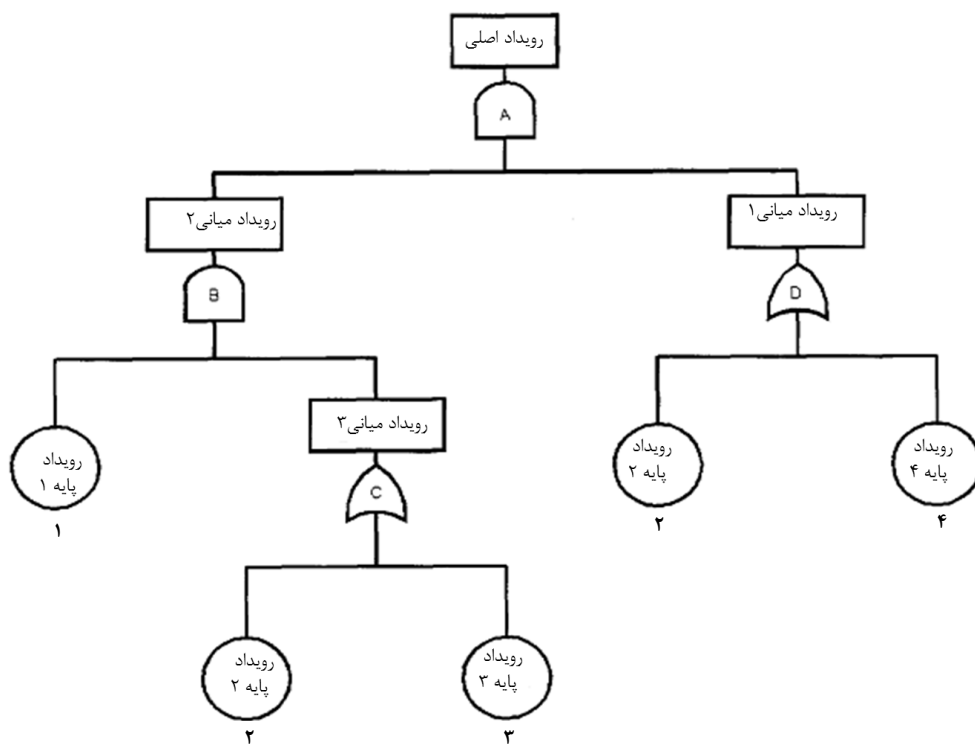 رویداد اصلی
A
رویداد میانی۲
رویداد میانی۱
B
D
رویداد میانی۳
رویداد
پایه ۱
۱
C
رویداد
پایه ۲
۲
رویداد
پایه ۴
۴
رویداد
پایه ۲
۲
رویداد
پایه ۳
۳